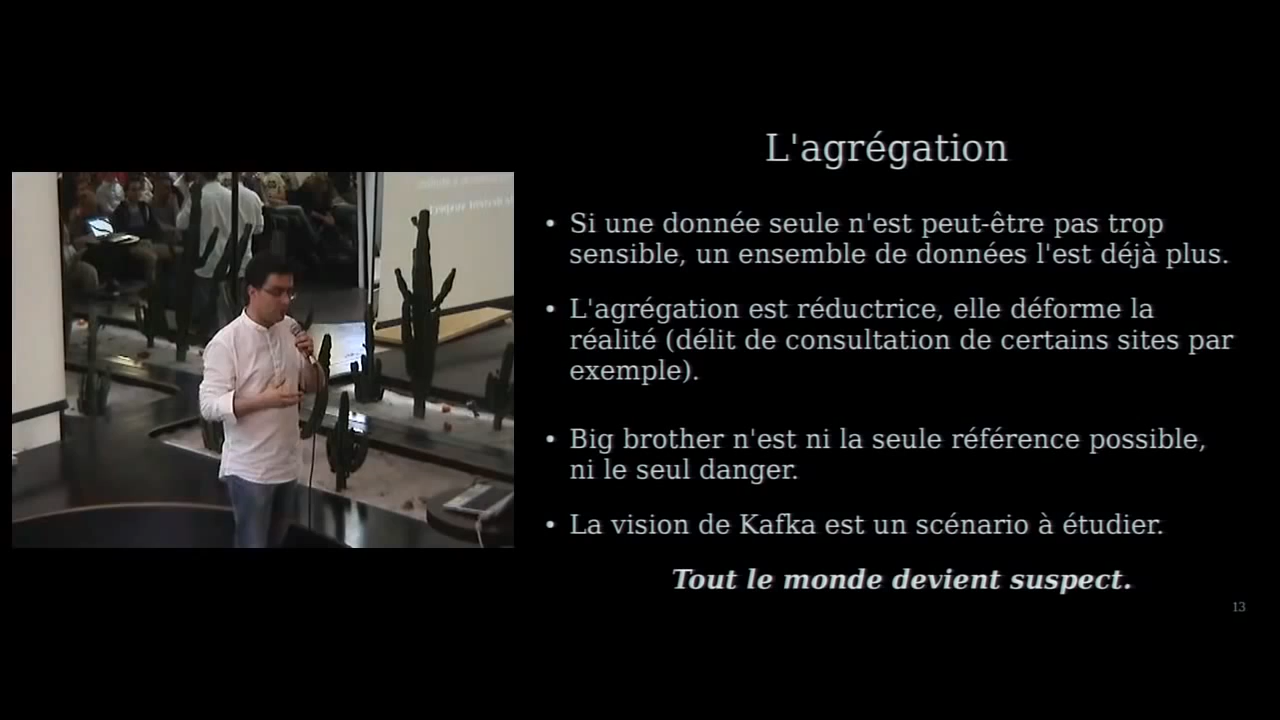 L'agrégation
• Si une donnée seule n'est peut-être pas trop
sensible, un ensemble de données l'est déjà plus.
• L'agrégation est réductrice, elle déforme la
réalité (délit de consultation de certains sites par
exemple).
• Big brother n'est ni la seule référence possible,
ni le seul danger.
• La vision de Kafka est un scénario à étudier.
Tout le monde devient suspect.
13